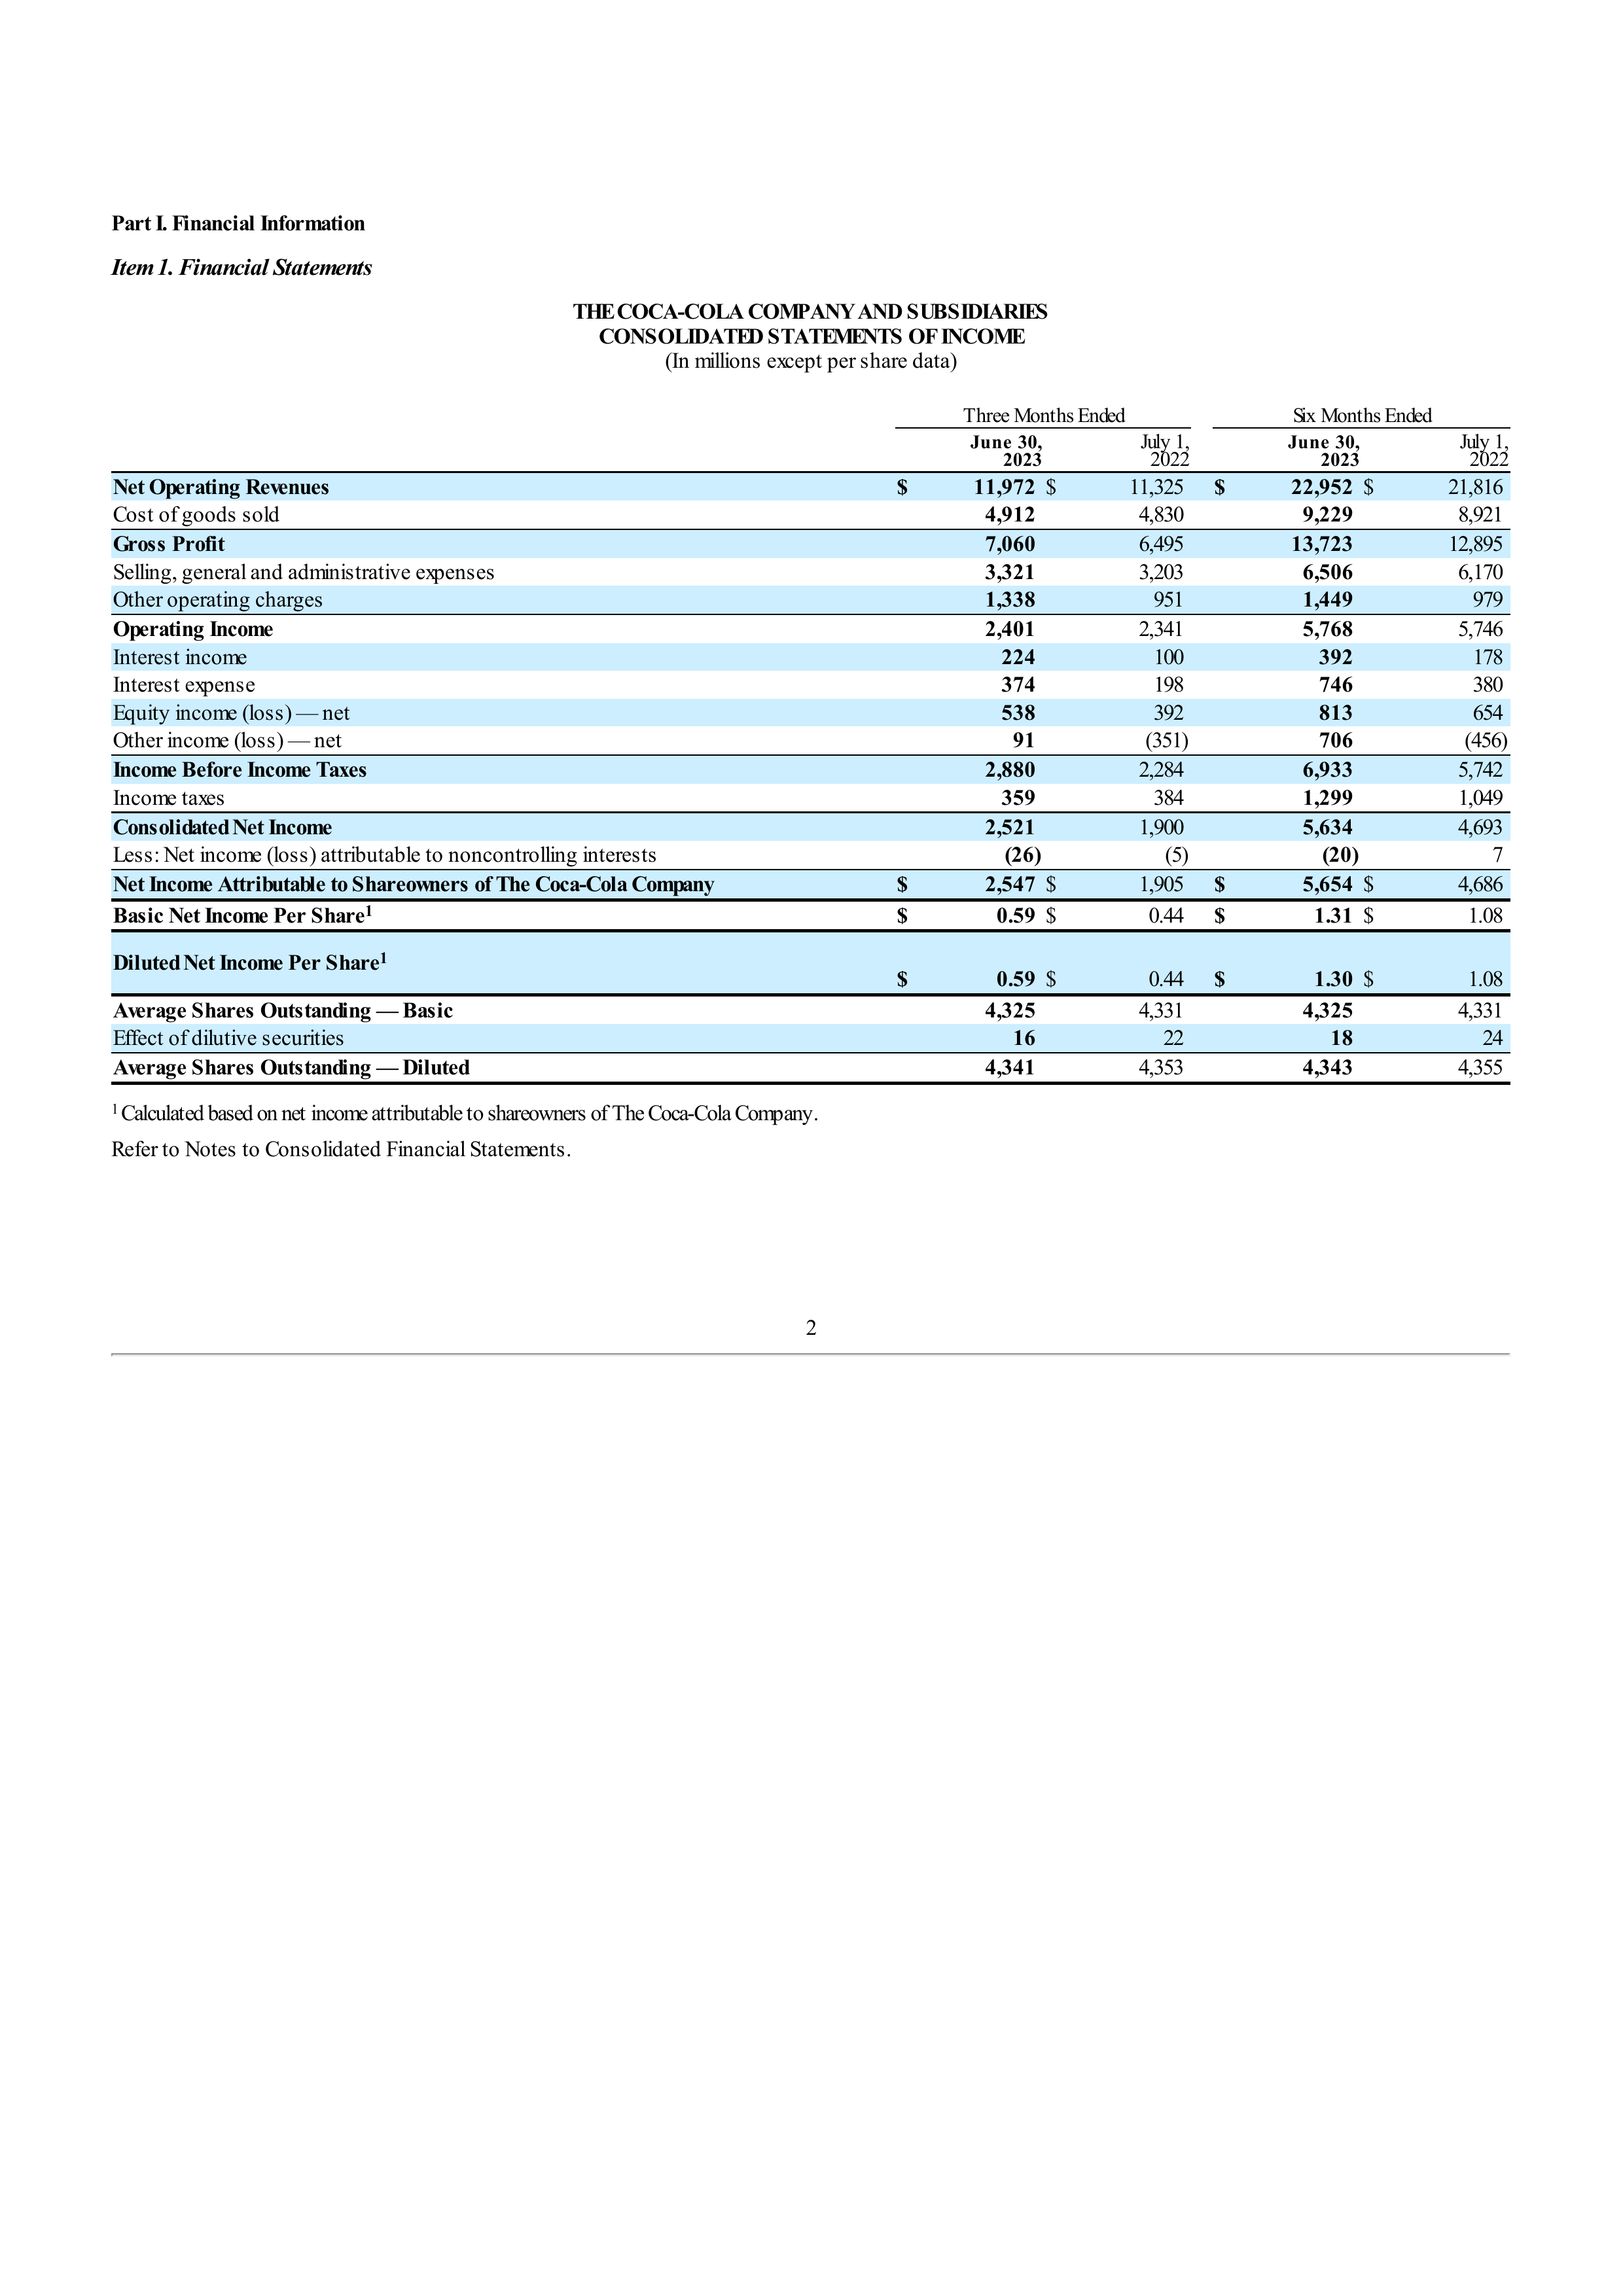 Part I. Financial Information
Item 1. Financial Statements
THE COCA-COLA COMPANY AND SUBSIDIARIES
CONSOLIDATED STATEMENTS OF INCOME
(In millions except per share data)
Three Months Ended Six Months Ended
June 30, 2023 July 1, 2022 June 30, 2023 July 1, 2022
Net Operating Revenues $ 11,972 $ 11,325 $ 22,952 $ 21,816
Cost of goods sold 4,912 4,830 9,229 8,921
Gross Profit 7,060 6,495 13,723 12,895
Selling, general and administrative expenses 3,321 3,203 6,506 6,170
Other operating charges 1,338 951 1,449 979
Operating Income 2,401 2,341 5,768 5,746
Interest income 224 100 392 178
Interest expense 374 198 746 380
Equity income (loss) — net 538 392 813 654
Other income (loss) — net 91 (351) 706 (456)
Income Before Income Taxes 2,880 2,284 6,933 5,742
Income taxes 359 384 1,299 1,049
Consolidated Net Income 2,521 1,900 5,634 4,693
Less: Net income (loss) attributable to noncontrolling interests (26) (5) (20) 7
Net Income Attributable to Shareowners of The Coca-Cola Company $ 2,547 $ 1,905 $ 5,654 $ 4,686
Basic Net Income Per Share1 $ 0.59 $ 0.44 $ 1.31 $ 1.08
Diluted Net Income Per Share1 $ 0.59 $ 0.44 $ 1.30 $ 1.08
Average Shares Outstanding — Basic 4,325 4,331 4,325 4,331
Effect of dilutive securities 16 22 18 24
Average Shares Outstanding — Diluted 4,341 4,353 4,343 4,355
1 Calculated based on net income attributable to shareowners of The Coca-Cola Company.
Refer to Notes to Consolidated Financial Statements.
2